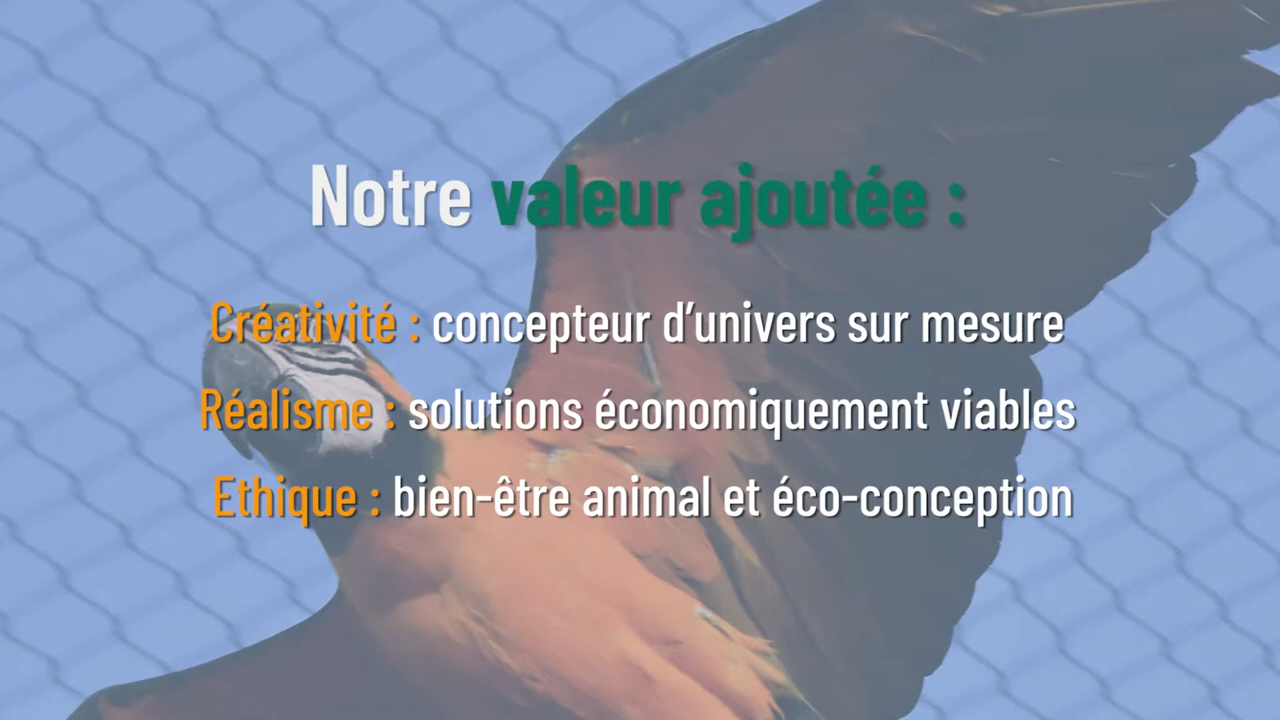 Notre valeur ajoutée :
Créativité : concepteur d’univers sur mesure
Réalisme : solutions économiquement viables
Ethique : bien-être animal et éco-conception